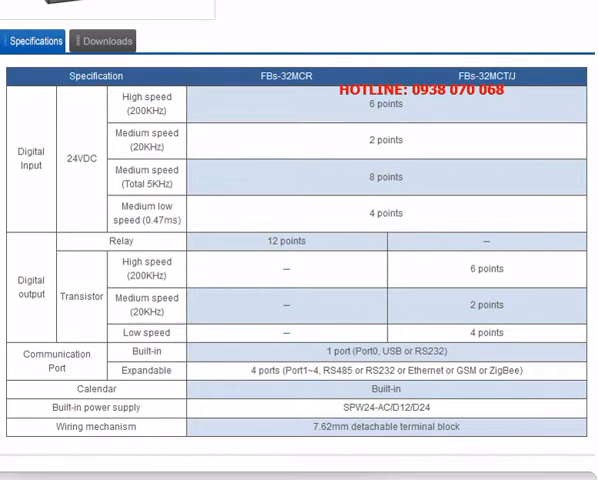 Specifications
Downloads
Specification FBs-32MCR FBs-32MCT/J
HOTLINE: 0938 070 068
Digital Input
24VDC
High speed (200KHz)
6 points
Medium speed (20KHz)
2 points
Medium speed (Total 5KHz)
8 points
Medium low speed (0.47ms)
4 points
Digital output
Relay 12 points —
Transistor
High speed (200KHz)
— 6 points
Medium speed (20KHz)
— 2 points
Low speed — 4 points
Communication Port
Built-in 1 port (Port0, USB or RS232)
Expandable 4 ports (Port1~4, RS485 or RS232 or Ethernet or GSM or ZigBee)
Calendar Built-in
Built-in power supply SPW24-AC/D12/D24
Wiring mechanism 7.62mm detachable terminal block